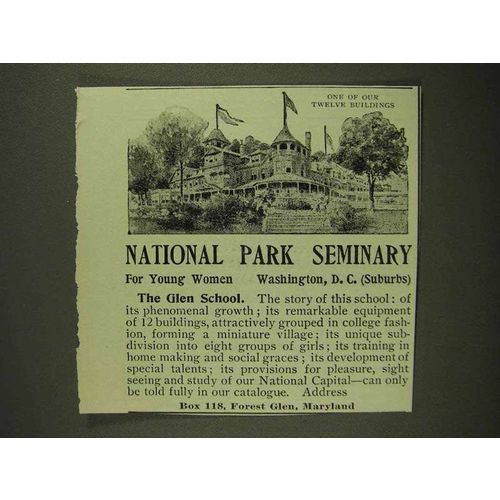 ONE OF OUR
TWELVE BUILDINGS
NATIONAL PARK SEMINARY
For Young Women Washington, D. C. (Suburbs)
The Glen School. The story of this school: of
its phenomenal growth; its remarkable equipment
of 12 buildings, attractively grouped in college fash-
ion, forming a miniature village; its unique sub-
division into eight groups of girls; its training in
home making and social graces; its development of
special talents; its provisions for pleasure, sight
seeing and study of our National Capital—can only
be told fully in our catalogue. Address
Box 118, Forest Glen, Maryland